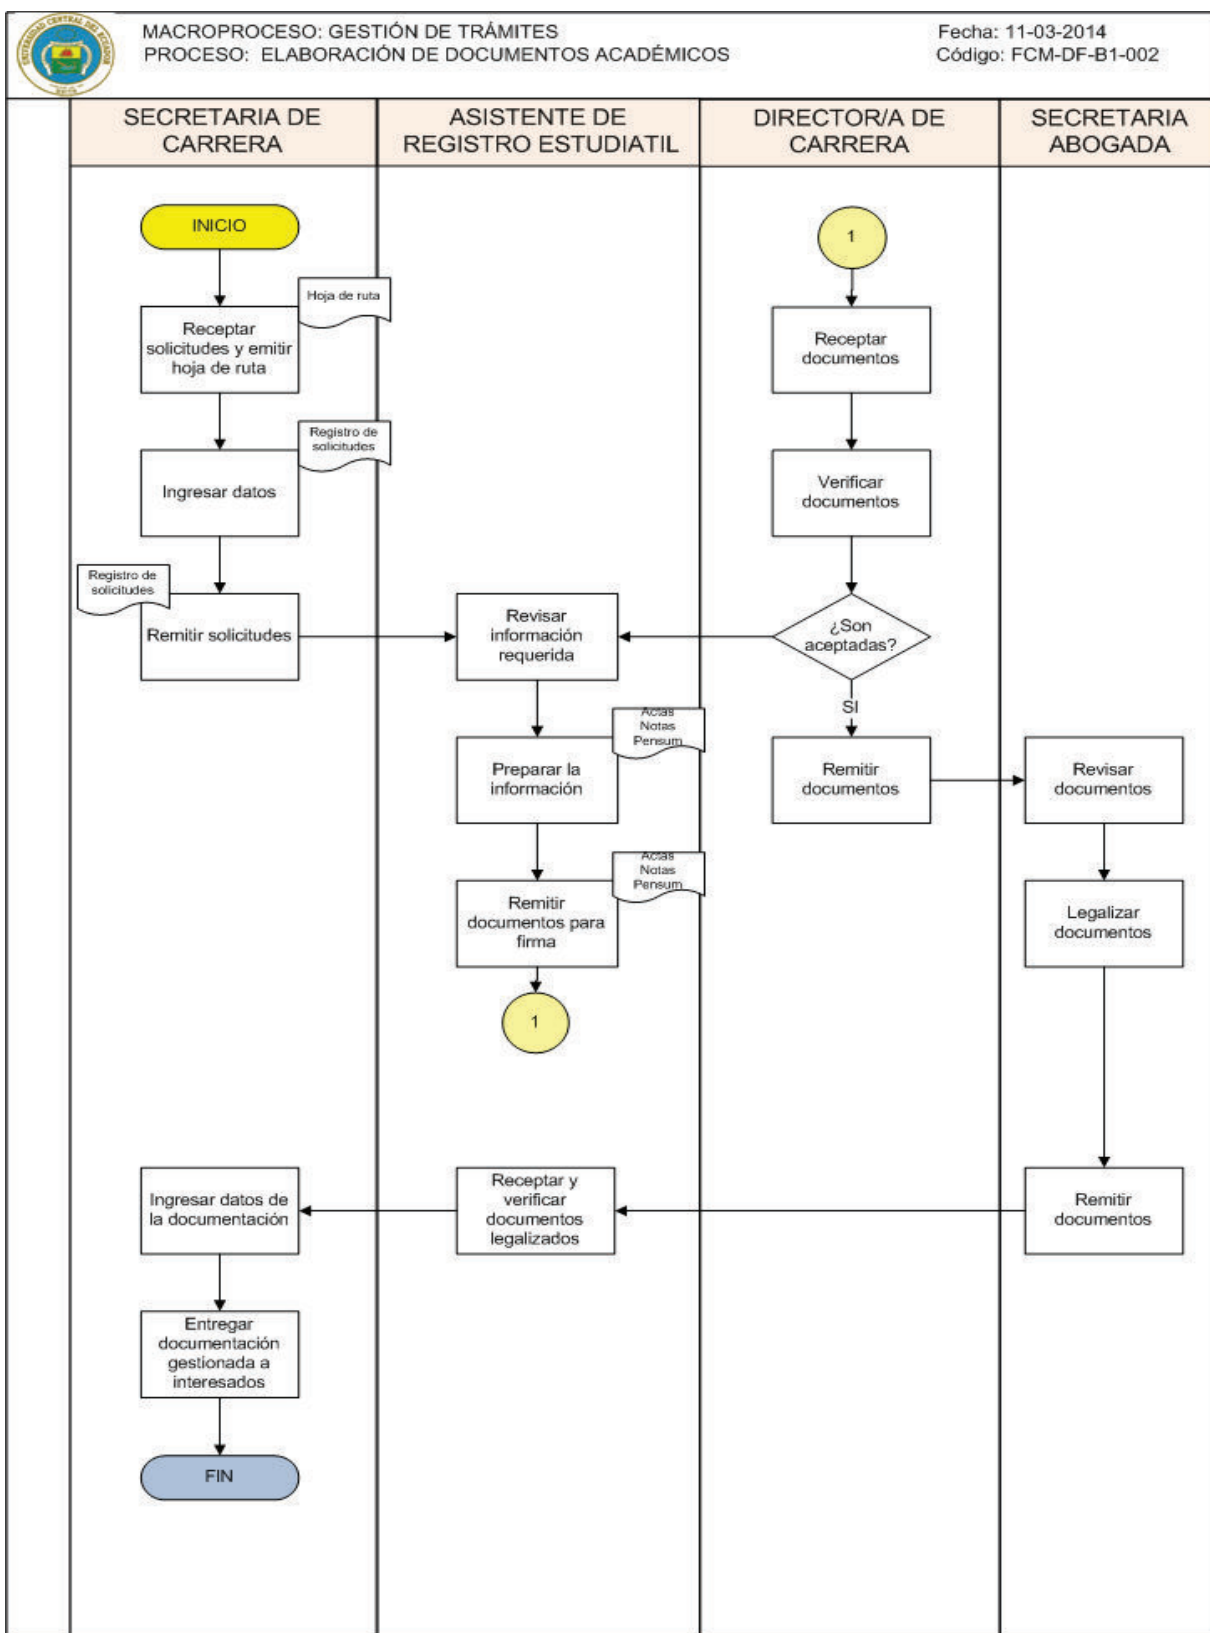 UNIVERSIDAD CENTRAL DEL ECUADOR
MACROPROCESO: GESTIÓN DE TRÁMITES
PROCESO: ELABORACIÓN DE DOCUMENTOS ACADÉMICOS
Fecha: 11-03-2014
Código: FCM-DF-B1-002
SECRETARIA DE
CARRERA
ASISTENTE DE
REGISTRO ESTUDIATIL
DIRECTOR/A DE
CARRERA
SECRETARIA
ABOGADA
INICIO
Hoja de ruta
Receptar
solicitudes y emitir
hoja de ruta
Registro de
solicitudes
Ingresar datos
Registro de
solicitudes
Remitir solicitudes
Revisar
información
requerida
Actas
Notas
Pensum
Preparar la
información
Actas
Notas
Pensum
Remitir
documentos para
firma
1
1
Receptar
documentos
Verificar
documentos
¿Son
aceptadas?
SI
Remitir
documentos
Revisar
documentos
Legalizar
documentos
Remitir
documentos
Receptar y
verificar
documentos
legalizados
Ingresar datos de
la documentación
Entregar
documentación
gestionada a
interesados
FIN